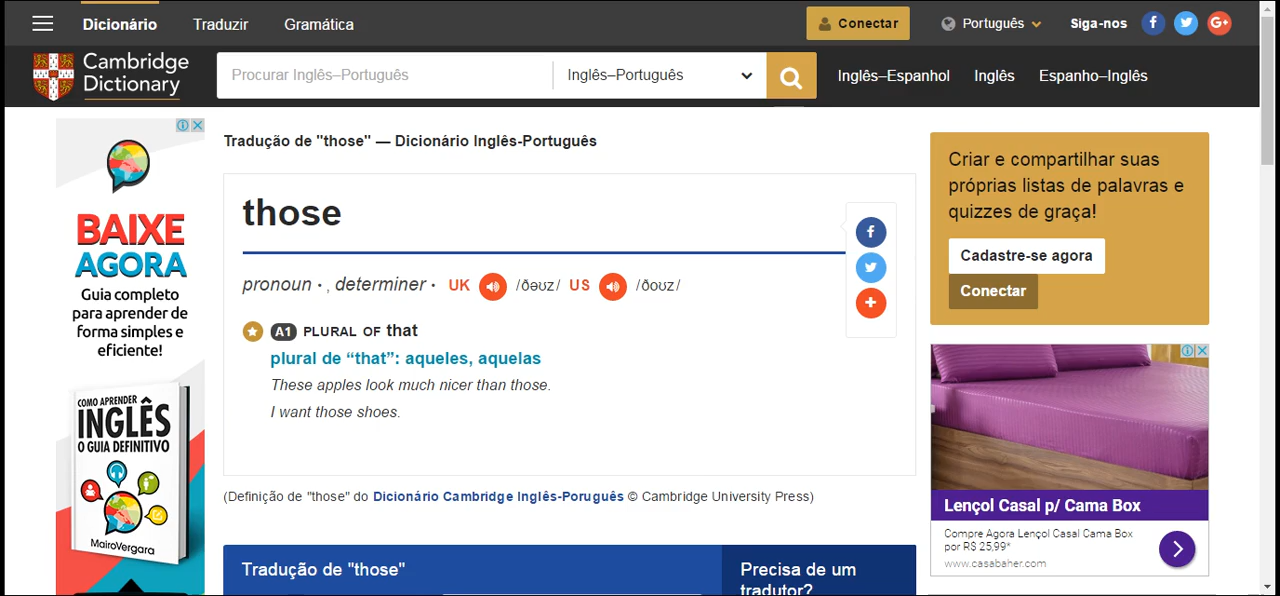 Dicionário Traduzir Gramática Conectar Português Siga-nos
Cambridge
Dictionary
Procurar Inglês–Português Inglês–Português Inglês–Espanhol Inglês Espanho–Inglês
BAIXE
AGORA
Guia completo
para aprender de
forma simples e
eficiente!
COMO APRENDER
INGLÊS
O GUIA DEFINITIVO
MairoVergara
Tradução de "those" — Dicionário Inglês-Português
those
pronoun • , determiner • UK /ðəʊz/ US /ðoʊz/
A1 PLURAL OF that
plural de “that”: aqueles, aquelas
These apples look much nicer than those.
I want those shoes.
(Definição de "those" do Dicionário Cambridge Inglês-Poruguês © Cambridge University Press)
Tradução de "those"
Precisa de um
tradutor?
Criar e compartilhar suas
próprias listas de palavras e
quizzes de graça!
Cadastre-se agora
Conectar
Lençol Casal p/ Cama Box
Compre Agora Lençol Casal Cama Box
por R$ 25,99*
www.casabaher.com